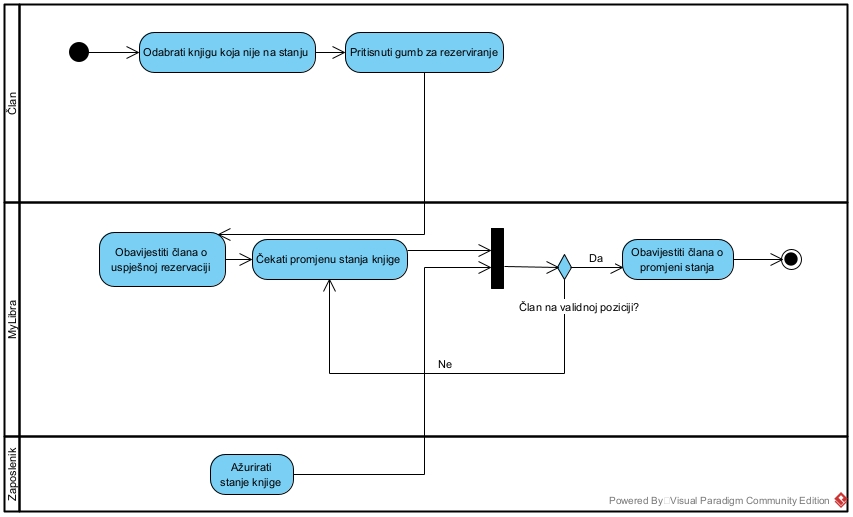 Član
Odabrati knjigu koja nije na stanju
Pritisnuti gumb za rezerviranje
MyLibra
Obavijestiti člana o
uspješnoj rezervaciji
Čekati promjenu stanja knjige
Da
Obavijestiti člana o
promjeni stanja
Član na validnoj poziciji?
Ne
Zaposlenik
Ažurirati
stanje knjige
Powered By Visual Paradigm Community Edition